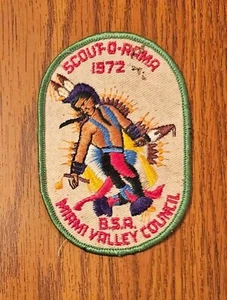 SCOUT-O-RAMA
1972
B.S.A.
MIAMI VALLEY COUNCIL